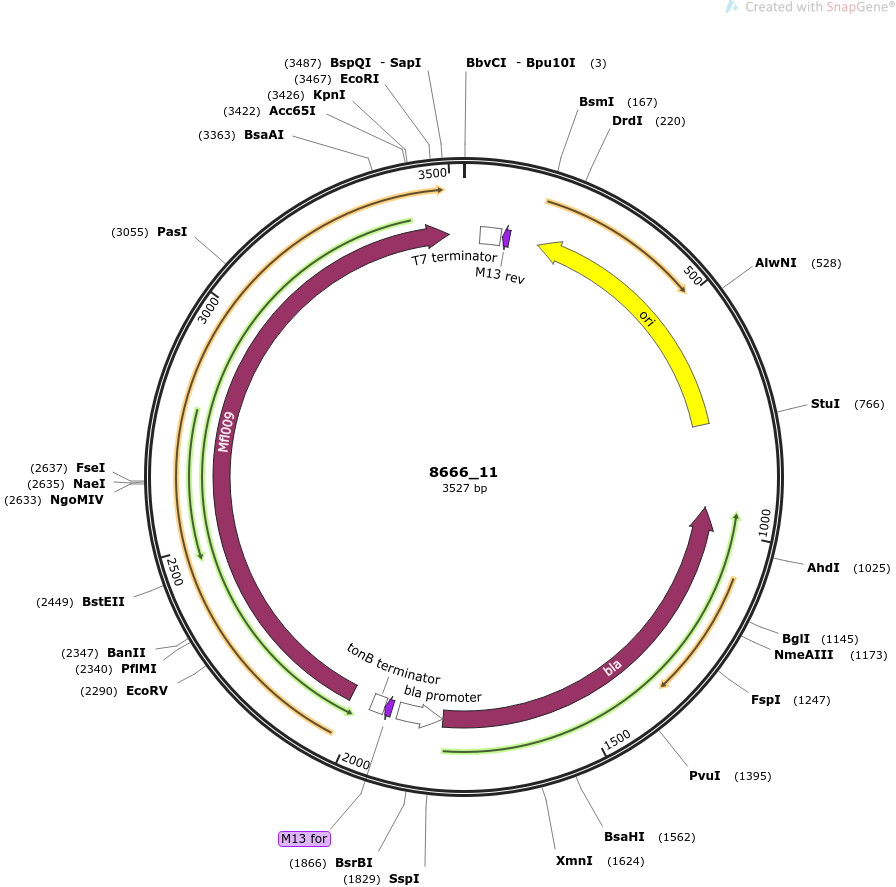 Created with SnapGene®
(3487) BspQI - SapI
BbvCI - Bpu10I (3)
(3467) EcoRI
(3426) KpnI
BsmI (167)
(3422) Acc65I
DrdI (220)
(3363) BsaAI
3500
(3055) PasI
T7 terminator
M13 rev
AlwNI (528)
500
3000
ori
StuI (766)
Mfl009
(2637) FseI
(2635) NaeI
(2633) NgoMIV
8666_11
3527 bp
1000
AhdI (1025)
2500
(2449) BstEII
BglI (1145)
(2347) BanII
NmeAIII (1173)
(2340) PflMI
(2290) EcoRV
tonB terminator
bla promoter
bla
FspI (1247)
1500
2000
PvuI (1395)
M13 for
BsaHI (1562)
(1866) BsrBI
XmnI (1624)
(1829) SspI